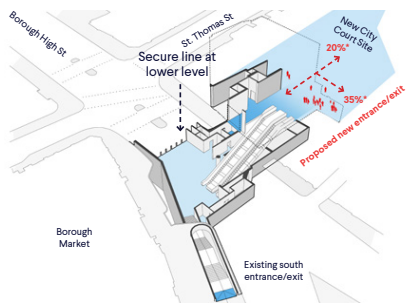 Borough High St
St. Thomas St
New City
Court Site
Secure line at
lower level
20%*
35%*
Proposed new entrance/exit
Borough
Market
Existing south
entrance/exit